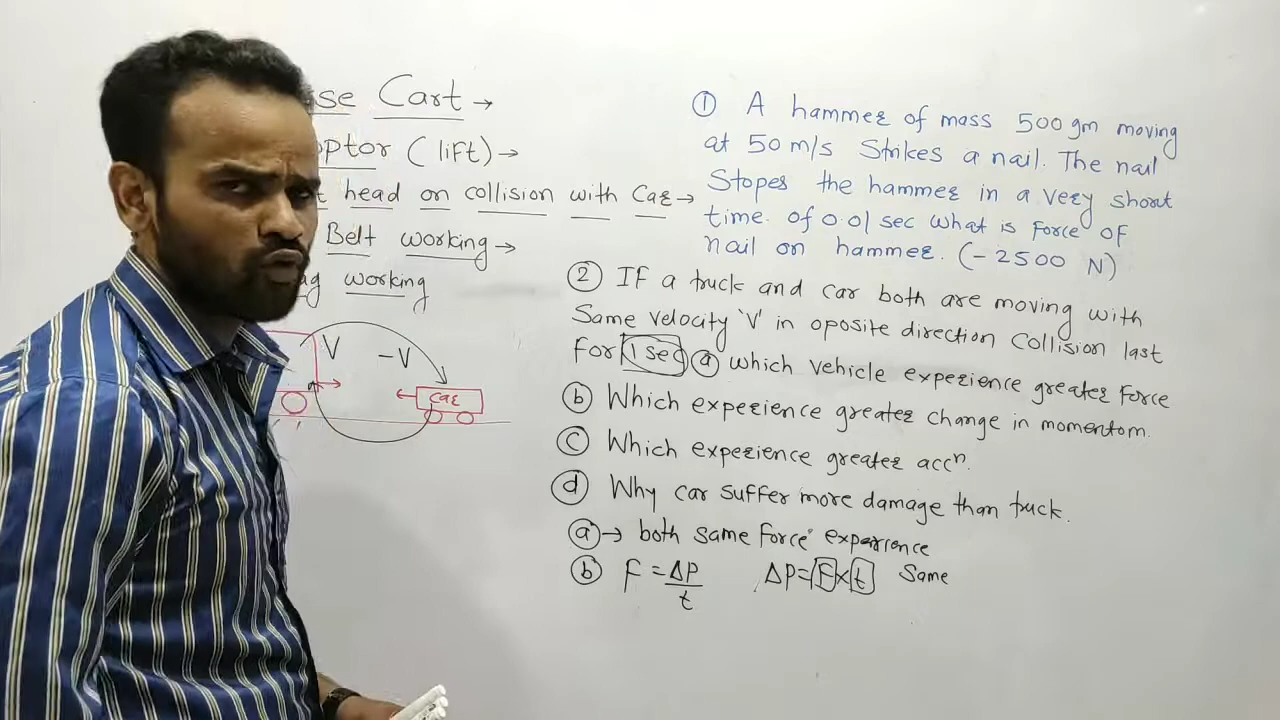 se Cart →
ptor (lift) →
t head on collision with Car →
Belt working →
ag working
V -V
car
① A hammer of mass 500 gm moving
at 50 m/s Strikes a nail. The nail
Stopes the hammer in a very short
time. of 0.01 sec what is force of
nail on hammer. (- 2500 N)
② If a truck and car both are moving with
Same velocity 'V' in oposite direction Collision last
for 1 sec ⓐ which vehicle experience greater force
ⓑ Which experience greater change in momentom.
ⓒ Which experience greater accⁿ.
ⓓ Why car suffer more damage than truck.
ⓐ → both same force experience
ⓑ F = ΔP/t ΔP = F × t Same